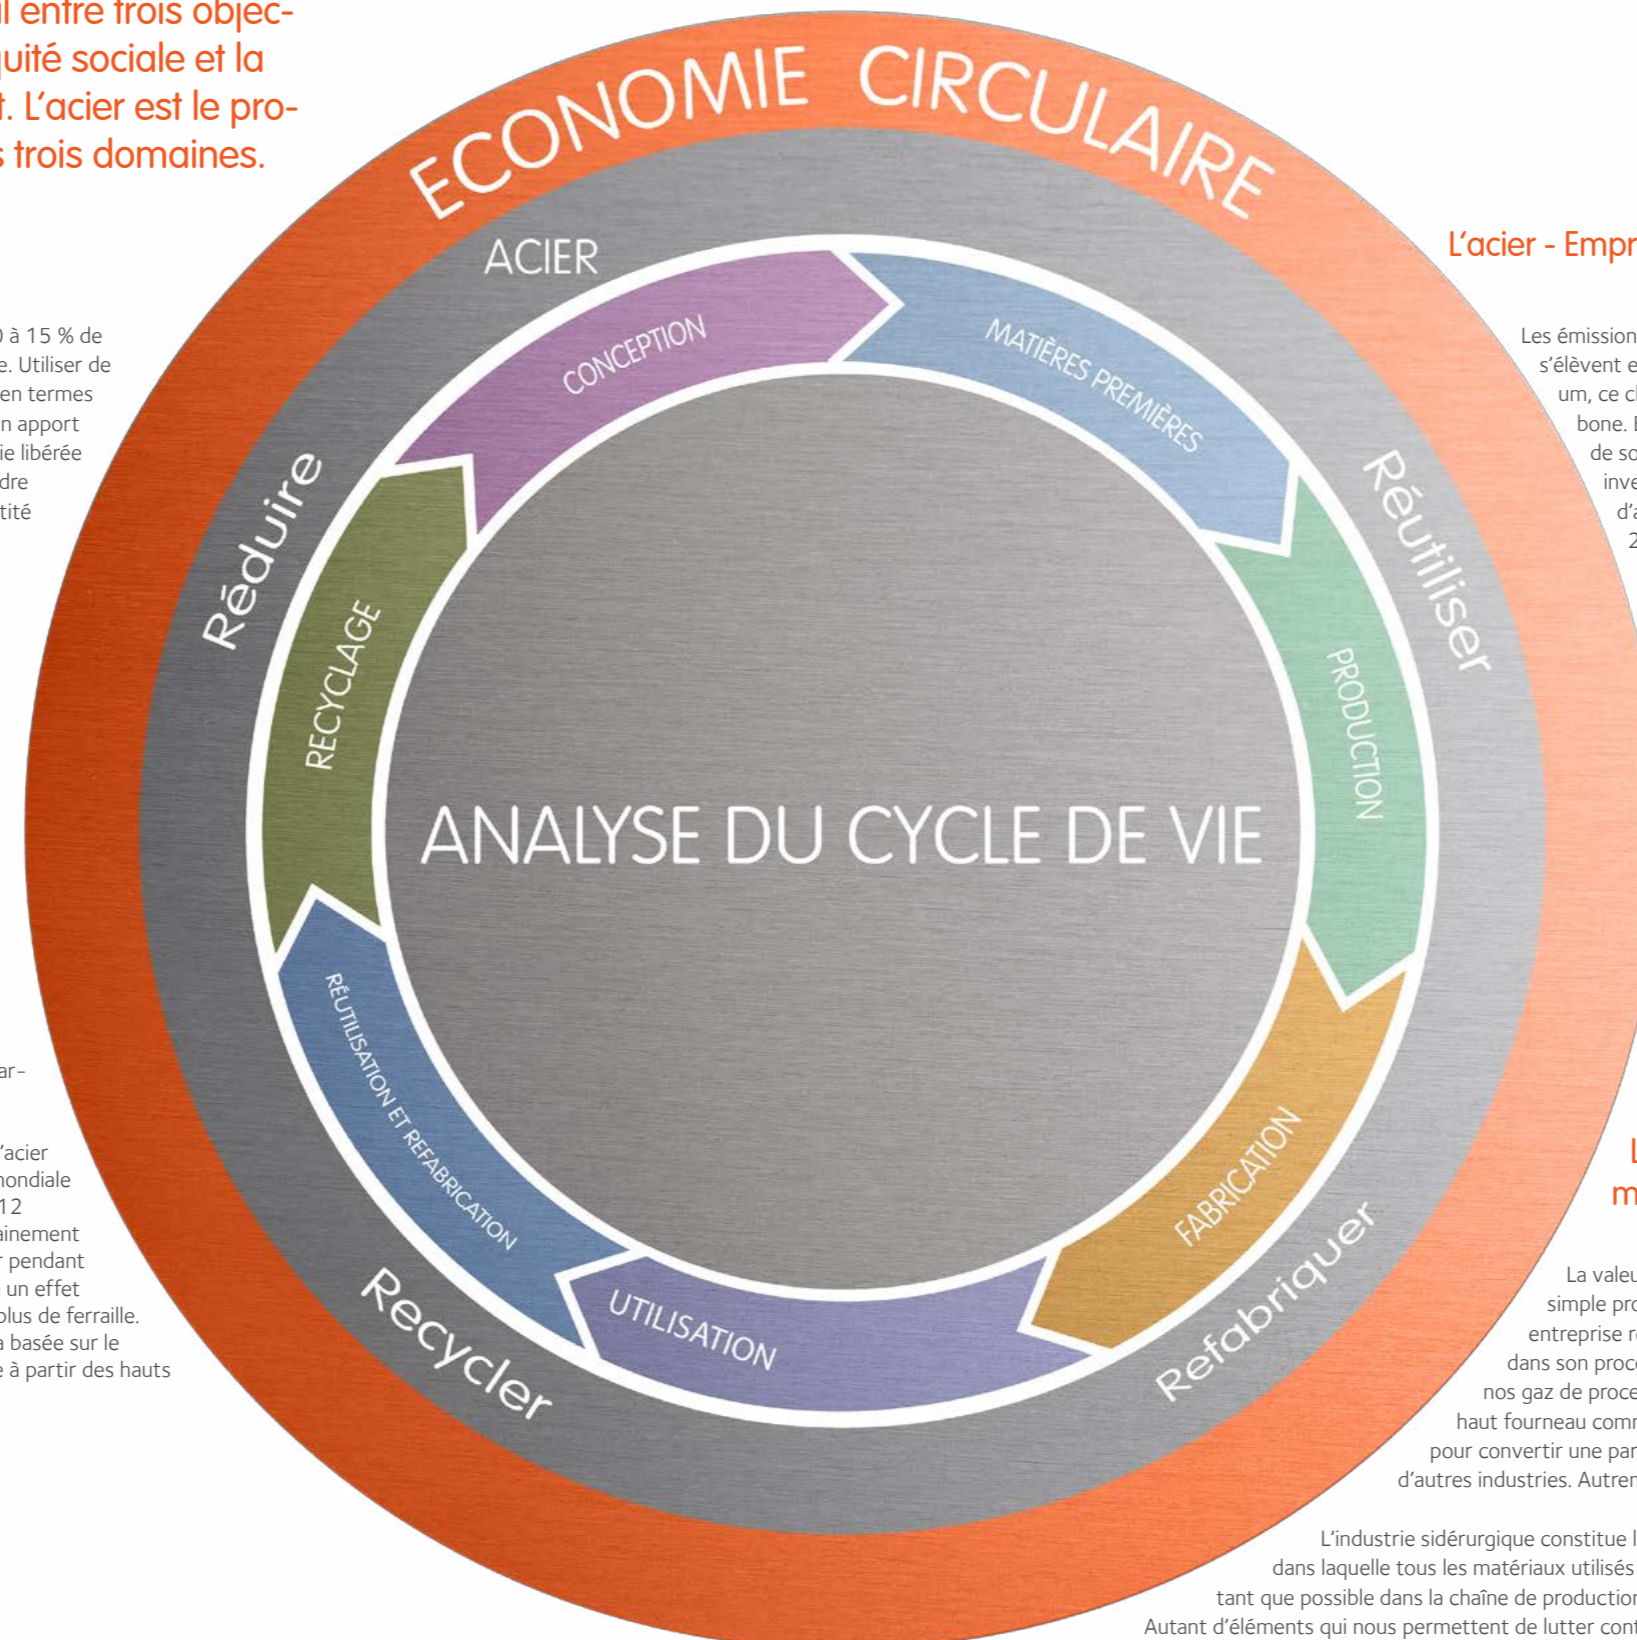 entre trois objec-
quité sociale et la
t. L'acier est le pro-
s trois domaines.
à 15 % de
e. Utiliser de
en termes
n apport
ie libérée
dre
tité
ar-
l'acier
mondiale
12
ainement
r pendant
un effet
plus de ferraille.
a basée sur le
e à partir des hauts
ECONOMIE CIRCULAIRE
ACIER
CONCEPTION
MATIÈRES PREMIÈRES
PRODUCTION
FABRICATION
UTILISATION
RÉUTILISATION ET REFABRICATION
RECYCLAGE
Réduire
Réutiliser
Refabriquer
Recycler
ANALYSE DU CYCLE DE VIE
L'acier - Empr
Les émission
s'élèvent e
um, ce c
bone.
de so
inve
d'a
2
L
m
La valeu
simple pro
entreprise r
dans son proc
nos gaz de proce
haut fourneau com
pour convertir une par
d'autres industries. Autrem
L'industrie sidérurgique constitue l
dans laquelle tous les matériaux utilisés
tant que possible dans la chaîne de production
Autant d'éléments qui nous permettent de lutter cont